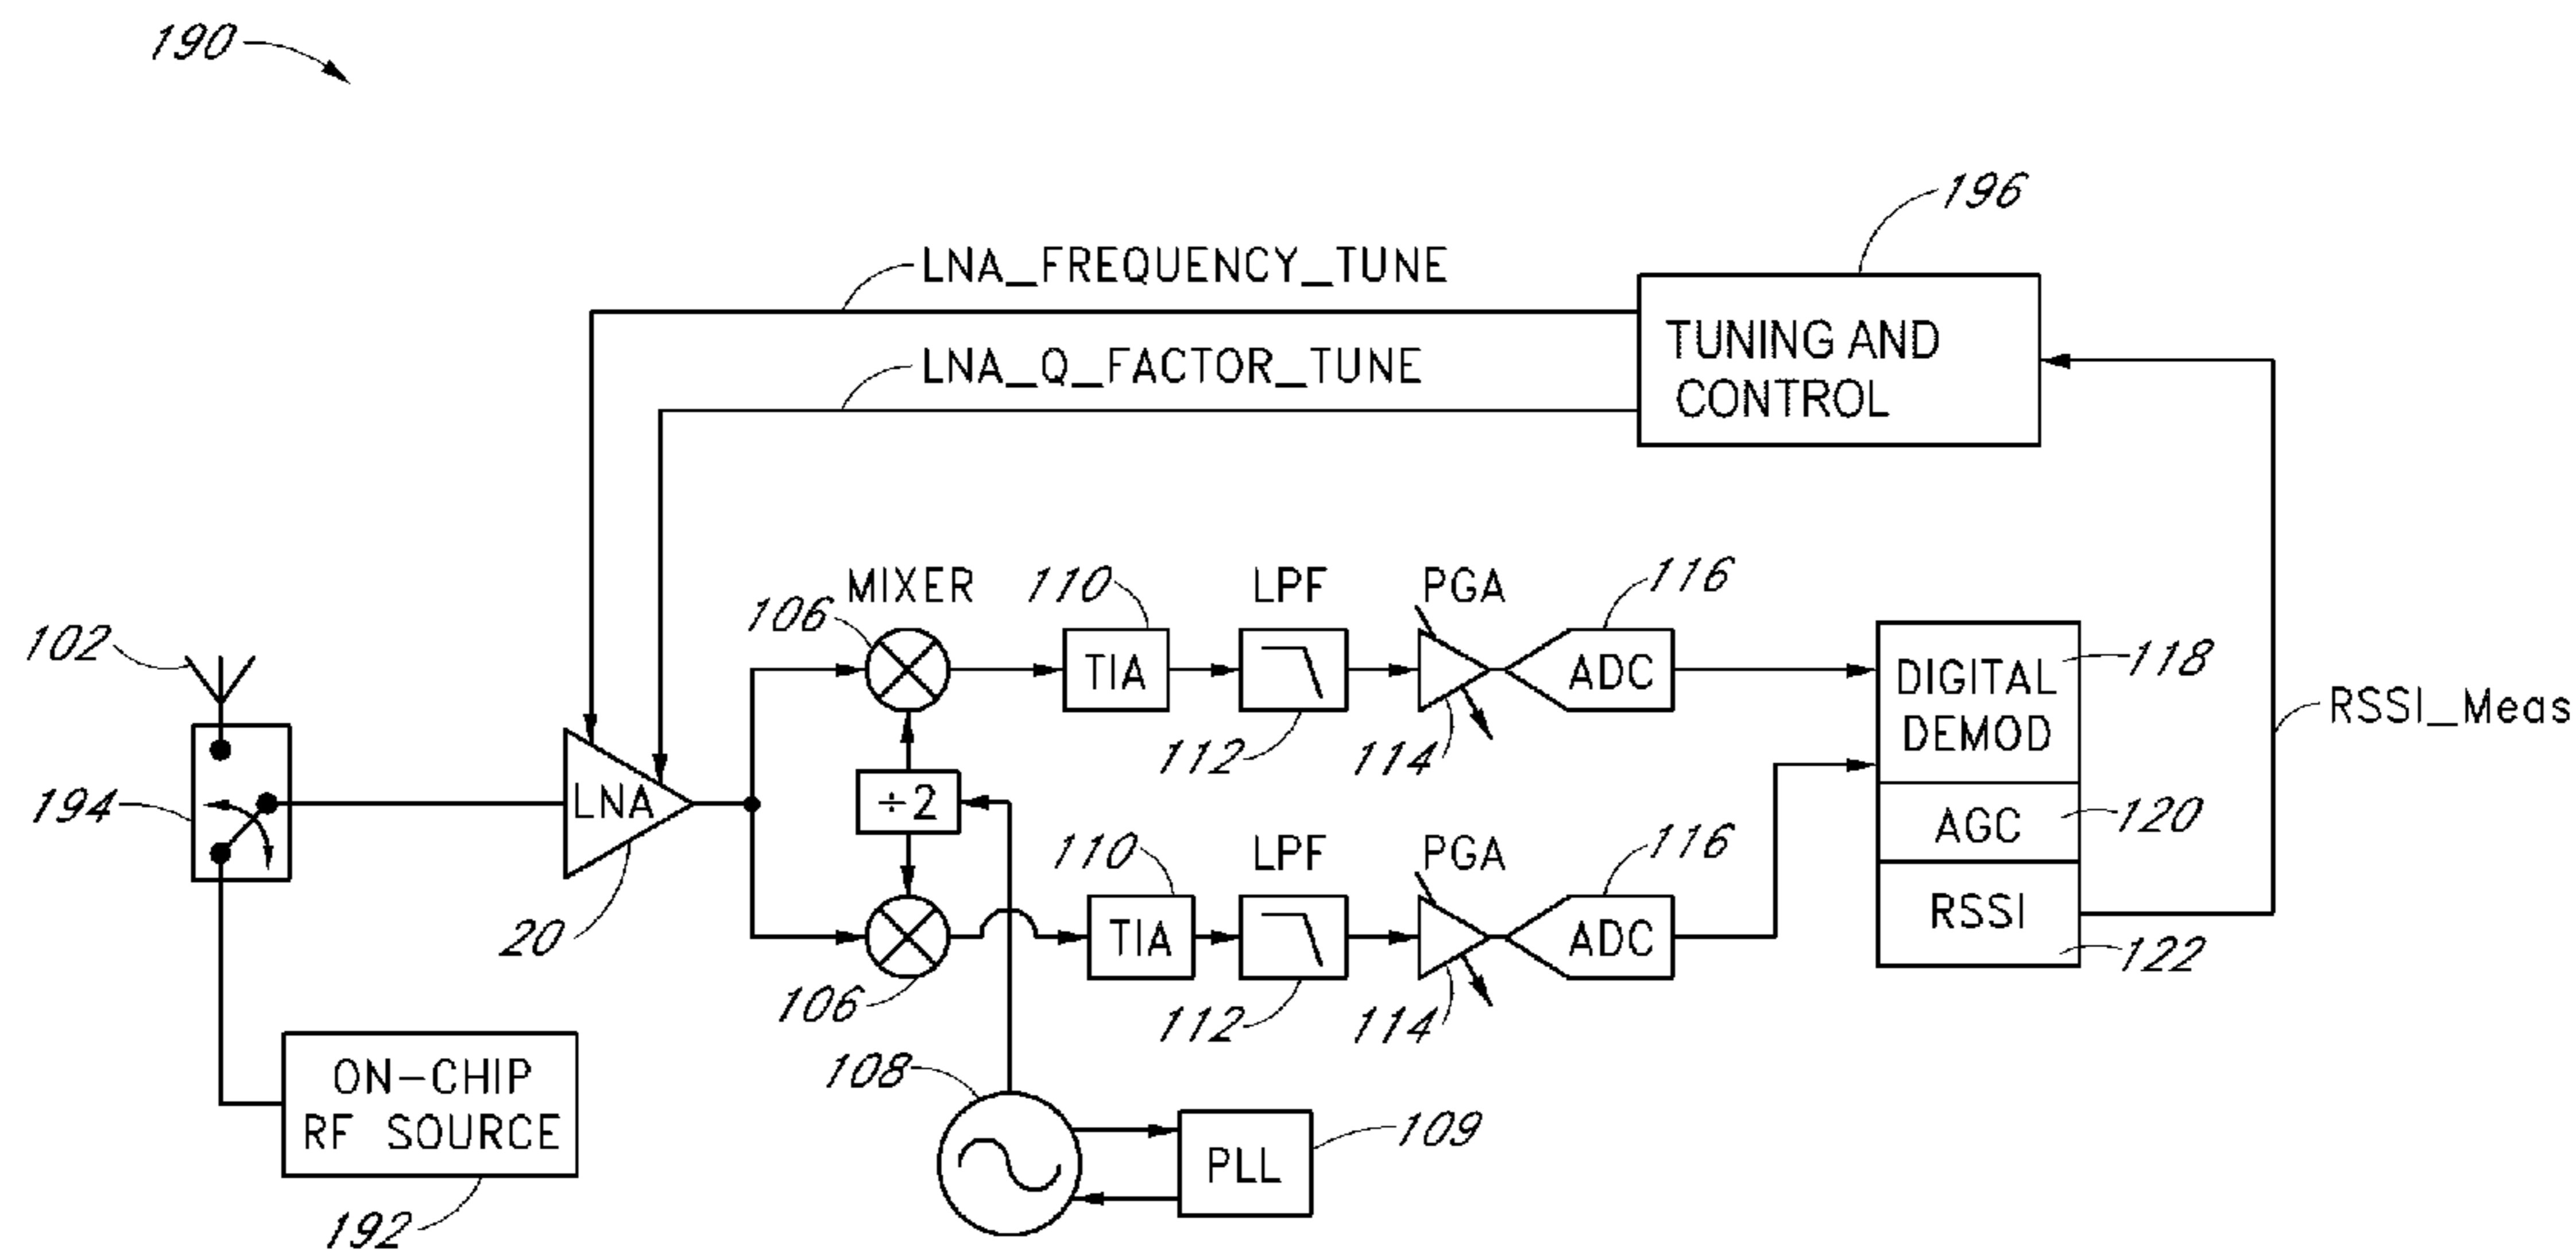 190
196
LNA_FREQUENCY_TUNE
LNA_Q_FACTOR_TUNE
TUNING AND
CONTROL
MIXER
110
LPF
PGA
116
106
102
TIA
ADC
DIGITAL
DEMOD
118
RSSI_Meas
112
114
194
LNA
÷2
AGC
120
20
110
LPF
PGA
116
TIA
ADC
RSSI
122
106
112
114
ON-CHIP
RF SOURCE
192
108
109
PLL